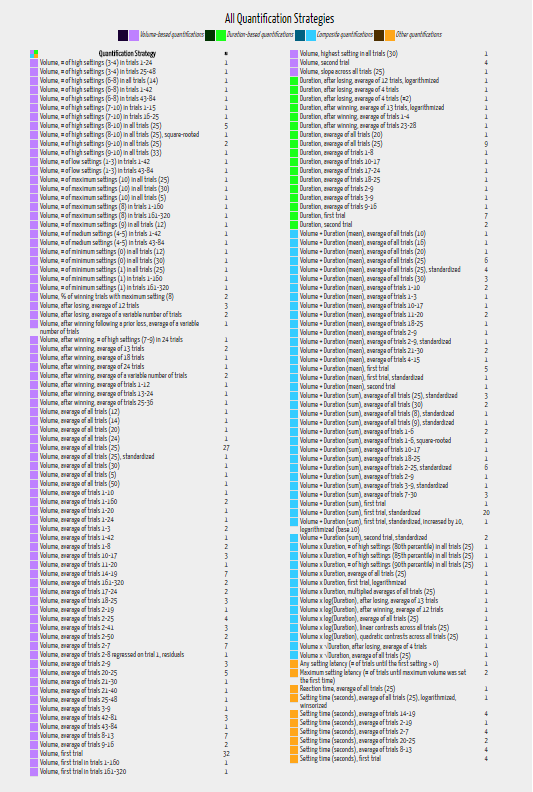 All Quantification Strategies
Volume-based quantifications Duration-based quantifications Composite quantifications Other quantifications
Quantification Strategy N
Volume, # of high settings (3-4) in trials 1-24 1
Volume, # of high settings (3-4) in trials 25-48 1
Volume, # of high settings (6-8) in all trials (14) 1
Volume, # of high settings (6-8) in trials 1-42 1
Volume, # of high settings (6-8) in trials 43-84 1
Volume, # of high settings (7-10) in trials 1-15 1
Volume, # of high settings (7-10) in trials 16-25 1
Volume, # of high settings (8-10) in all trials (25) 5
Volume, # of high settings (8-10) in all trials (25), square-rooted 1
Volume, # of high settings (9-10) in all trials (25) 2
Volume, # of high settings (9-10) in all trials (33) 1
Volume, # of low settings (1-3) in trials 1-42 1
Volume, # of low settings (1-3) in trials 43-84 1
Volume, # of maximum settings (10) in all trials (25) 1
Volume, # of maximum settings (10) in all trials (30) 1
Volume, # of maximum settings (10) in all trials (5) 1
Volume, # of maximum settings (8) in trials 1-160 1
Volume, # of maximum settings (8) in trials 161-320 1
Volume, # of maximum settings (9) in all trials (12) 1
Volume, # of medium settings (4-5) in trials 1-42 1
Volume, # of medium settings (4-5) in trials 43-84 1
Volume, # of minimum settings (0) in all trials (12) 1
Volume, # of minimum settings (0) in all trials (30) 1
Volume, # of minimum settings (1) in all trials (25) 1
Volume, # of minimum settings (1) in trials 1-160 1
Volume, # of minimum settings (1) in trials 161-320 1
Volume, % of winning trials with maximum setting (8) 2
Volume, after losing, average of 12 trials 3
Volume, after losing, average of a variable number of trials 2
Volume, after winning following a prior loss, average of a variable 1
number of trials
Volume, after winning, # of high settings (7-9) in 24 trials 1
Volume, after winning, average of 13 trials 1
Volume, after winning, average of 18 trials 1
Volume, after winning, average of 24 trials 1
Volume, after winning, average of a variable number of trials 2
Volume, after winning, average of trials 1-12 1
Volume, after winning, average of trials 13-24 1
Volume, after winning, average of trials 25-36 1
Volume, average of all trials (12) 1
Volume, average of all trials (14) 1
Volume, average of all trials (20) 1
Volume, average of all trials (24) 1
Volume, average of all trials (25) 27
Volume, average of all trials (25), standardized 1
Volume, average of all trials (30) 1
Volume, average of all trials (5) 1
Volume, average of all trials (50) 1
Volume, average of trials 1-10 2
Volume, average of trials 1-160 2
Volume, average of trials 1-20 1
Volume, average of trials 1-24 1
Volume, average of trials 1-3 2
Volume, average of trials 1-42 1
Volume, average of trials 1-8 2
Volume, average of trials 10-17 3
Volume, average of trials 11-20 1
Volume, average of trials 14-19 7
Volume, average of trials 161-320 2
Volume, average of trials 17-24 2
Volume, average of trials 18-25 3
Volume, average of trials 2-19 1
Volume, average of trials 2-25 4
Volume, average of trials 2-41 3
Volume, average of trials 2-50 2
Volume, average of trials 2-7 7
Volume, average of trials 2-8 regressed on trial 1, residuals 1
Volume, average of trials 2-9 3
Volume, average of trials 20-25 5
Volume, average of trials 21-30 1
Volume, average of trials 21-40 1
Volume, average of trials 25-48 1
Volume, average of trials 3-9 1
Volume, average of trials 42-81 3
Volume, average of trials 43-84 1
Volume, average of trials 8-13 7
Volume, average of trials 9-16 2
Volume, first trial 32
Volume, first trial in trials 1-160 1
Volume, first trial in trials 161-320 1
Volume, highest setting in all trials (30) 1
Volume, second trial 4
Volume, slope across all trials (25) 1
Duration, after losing, average of 12 trials, logarithmized 1
Duration, after losing, average of 4 trials 1
Duration, after losing, average of 4 trials (#2) 1
Duration, after winning, average of 13 trials, logarithmized 1
Duration, after winning, average of trials 1-4 1
Duration, after winning, average of trials 23-28 1
Duration, average of all trials (20) 1
Duration, average of all trials (25) 9
Duration, average of trials 1-8 1
Duration, average of trials 10-17 1
Duration, average of trials 17-24 1
Duration, average of trials 18-25 1
Duration, average of trials 2-9 1
Duration, average of trials 3-9 1
Duration, average of trials 9-16 1
Duration, first trial 7
Duration, second trial 2
Volume + Duration (mean), average of all trials (10) 1
Volume + Duration (mean), average of all trials (16) 1
Volume + Duration (mean), average of all trials (20) 1
Volume + Duration (mean), average of all trials (25) 6
Volume + Duration (mean), average of all trials (25), standardized 4
Volume + Duration (mean), average of all trials (30) 3
Volume + Duration (mean), average of trials 1-10 2
Volume + Duration (mean), average of trials 1-3 1
Volume + Duration (mean), average of trials 10-17 1
Volume + Duration (mean), average of trials 11-20 2
Volume + Duration (mean), average of trials 18-25 1
Volume + Duration (mean), average of trials 2-9 1
Volume + Duration (mean), average of trials 2-9, standardized 1
Volume + Duration (mean), average of trials 21-30 2
Volume + Duration (mean), average of trials 4-15 1
Volume + Duration (mean), first trial 5
Volume + Duration (mean), first trial, standardized 1
Volume + Duration (mean), second trial 1
Volume + Duration (sum), average of all trials (25), standardized 3
Volume + Duration (sum), average of all trials (30) 2
Volume + Duration (sum), average of all trials (8), standardized 1
Volume + Duration (sum), average of all trials (9), standardized 1
Volume + Duration (sum), average of trials 1-6 2
Volume + Duration (sum), average of trials 1-6, square-rooted 1
Volume + Duration (sum), average of trials 10-17 1
Volume + Duration (sum), average of trials 18-25 1
Volume + Duration (sum), average of trials 2-25, standardized 6
Volume + Duration (sum), average of trials 2-9 1
Volume + Duration (sum), average of trials 3-9, standardized 1
Volume + Duration (sum), average of trials 7-30 3
Volume + Duration (sum), first trial 1
Volume + Duration (sum), first trial, standardized 20
Volume + Duration (sum), first trial, standardized, increased by 10, 1
logarithmized (base 10)
Volume + Duration (sum), second trial, standardized 2
Volume x Duration, # of high settings (80th percentile) in all trials (25) 1
Volume x Duration, # of high settings (85th percentile) in all trials (25) 1
Volume x Duration, # of high settings (90th percentile) in all trials (25) 1
Volume x Duration, average of all trials (25) 7
Volume x Duration, first trial, logarithmized 1
Volume x Duration, multiplied averages of all trials (25) 1
Volume x log(Duration), after losing, average of 13 trials 1
Volume x log(Duration), after winning, average of 12 trials 1
Volume x log(Duration), average of all trials (25) 1
Volume x log(Duration), linear contrasts across all trials (25) 1
Volume x log(Duration), quadratic contrasts across all trials (25) 1
Volume x √Duration, after losing, average of 4 trials 1
Volume x √Duration, average of all trials (25) 1
Any setting latency (# of trials until the first setting > 0) 1
Maximum setting latency (# of trials until maximum volume was set 2
the first time)
Reaction time, average of all trials (25) 1
Setting time (seconds), average of all trials (25), logarithmized, 1
winsorized
Setting time (seconds), average of trials 14-19 4
Setting time (seconds), average of trials 2-19 1
Setting time (seconds), average of trials 2-7 4
Setting time (seconds), average of trials 20-25 2
Setting time (seconds), average of trials 8-13 4
Setting time (seconds), first trial 4